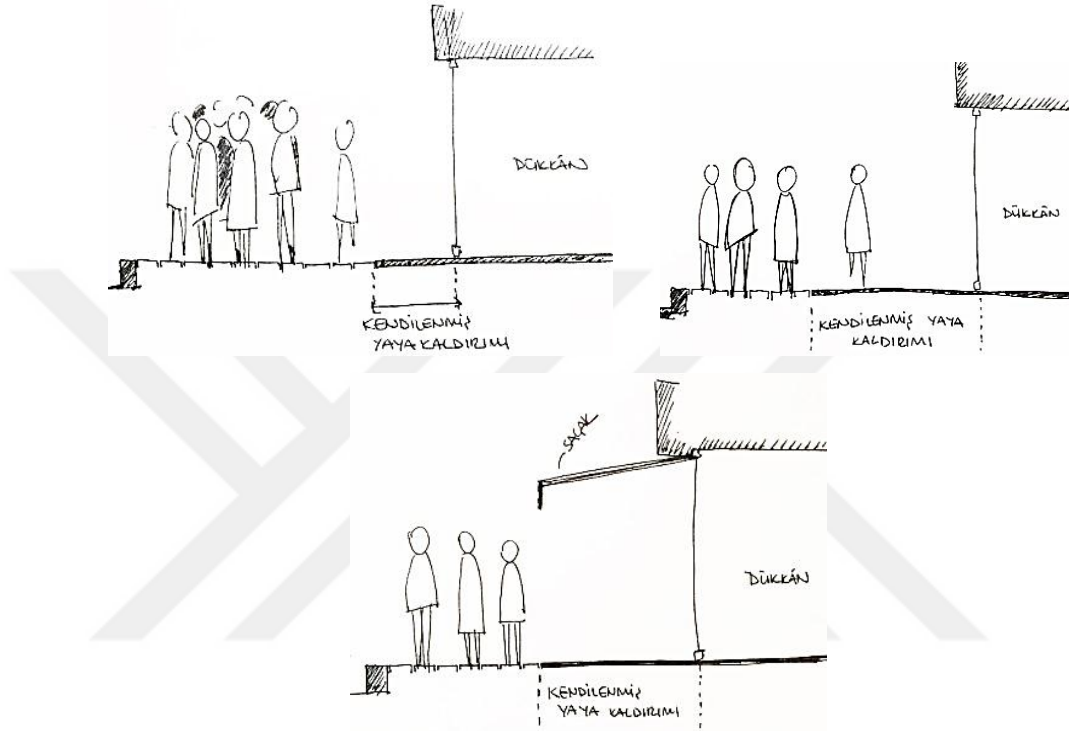 DÜKKÂN
KENDİLENMİŞ
YAYA KALDIRIMI
DÜKKÂN
KENDİLENMİŞ YAYA
KALDIRIMI
SAÇAK
DÜKKÂN
KENDİLENMİŞ
YAYA KALDIRIMI